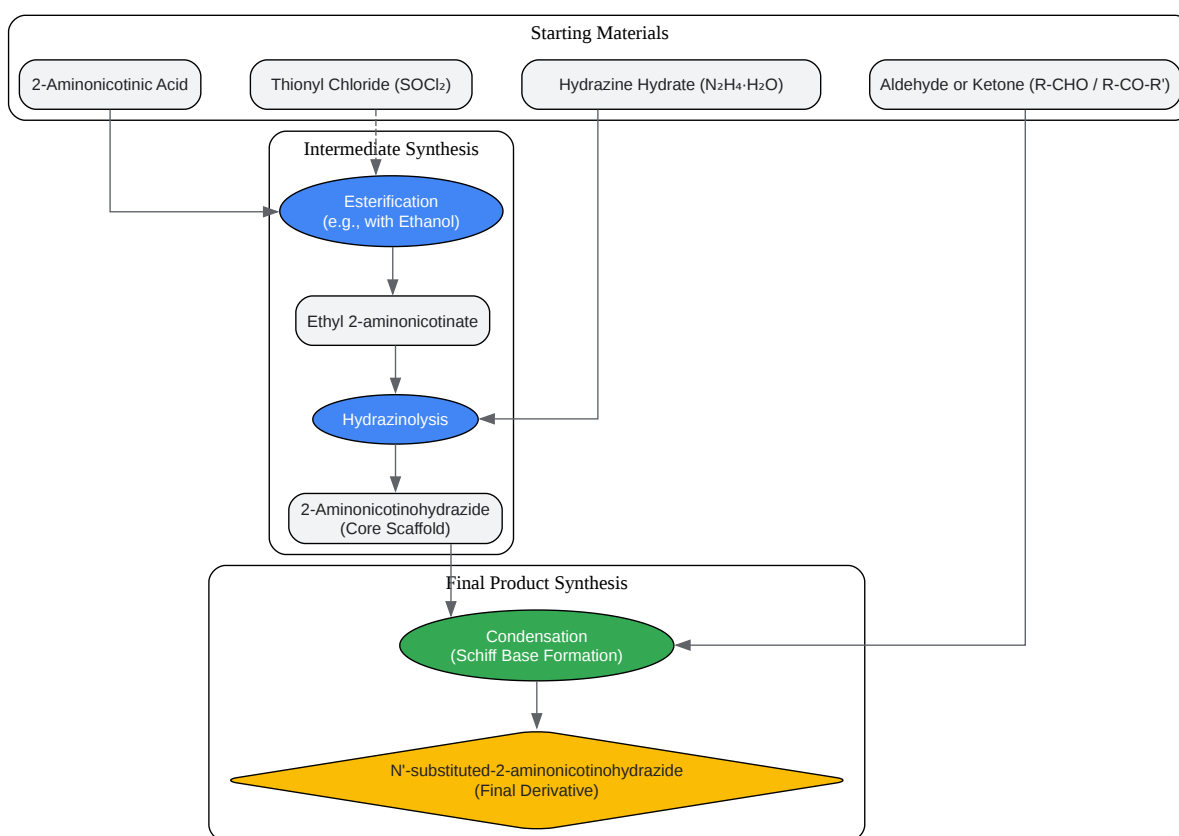 Starting Materials
2-Aminonicotinic Acid
Thionyl Chloride (SOCl₂)
Hydrazine Hydrate (N₂H₄·H₂O)
Aldehyde or Ketone (R-CHO / R-CO-R')
Intermediate Synthesis
Esterification
(e.g., with Ethanol)
Ethyl 2-aminonicotinate
Hydrazinolysis
2-Aminonicotinohydrazide
(Core Scaffold)
Final Product Synthesis
Condensation
(Schiff Base Formation)
N'-substituted-2-aminonicotinohydrazide
(Final Derivative)